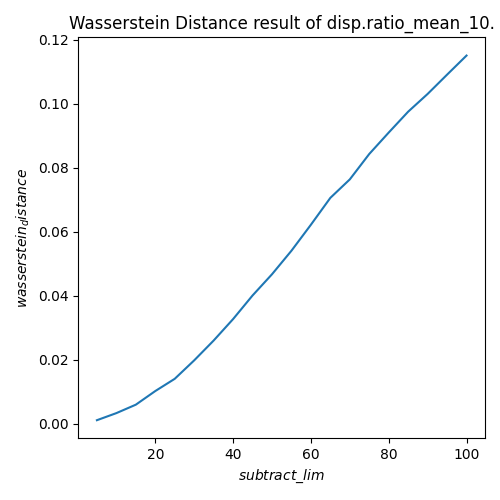 Wasserstein Distance result of disp.ratio_mean_10.
0.12
0.10
0.08
0.06
0.04
0.02
0.00
wasserstein_distance
20 40 60 80 100
subtract_lim